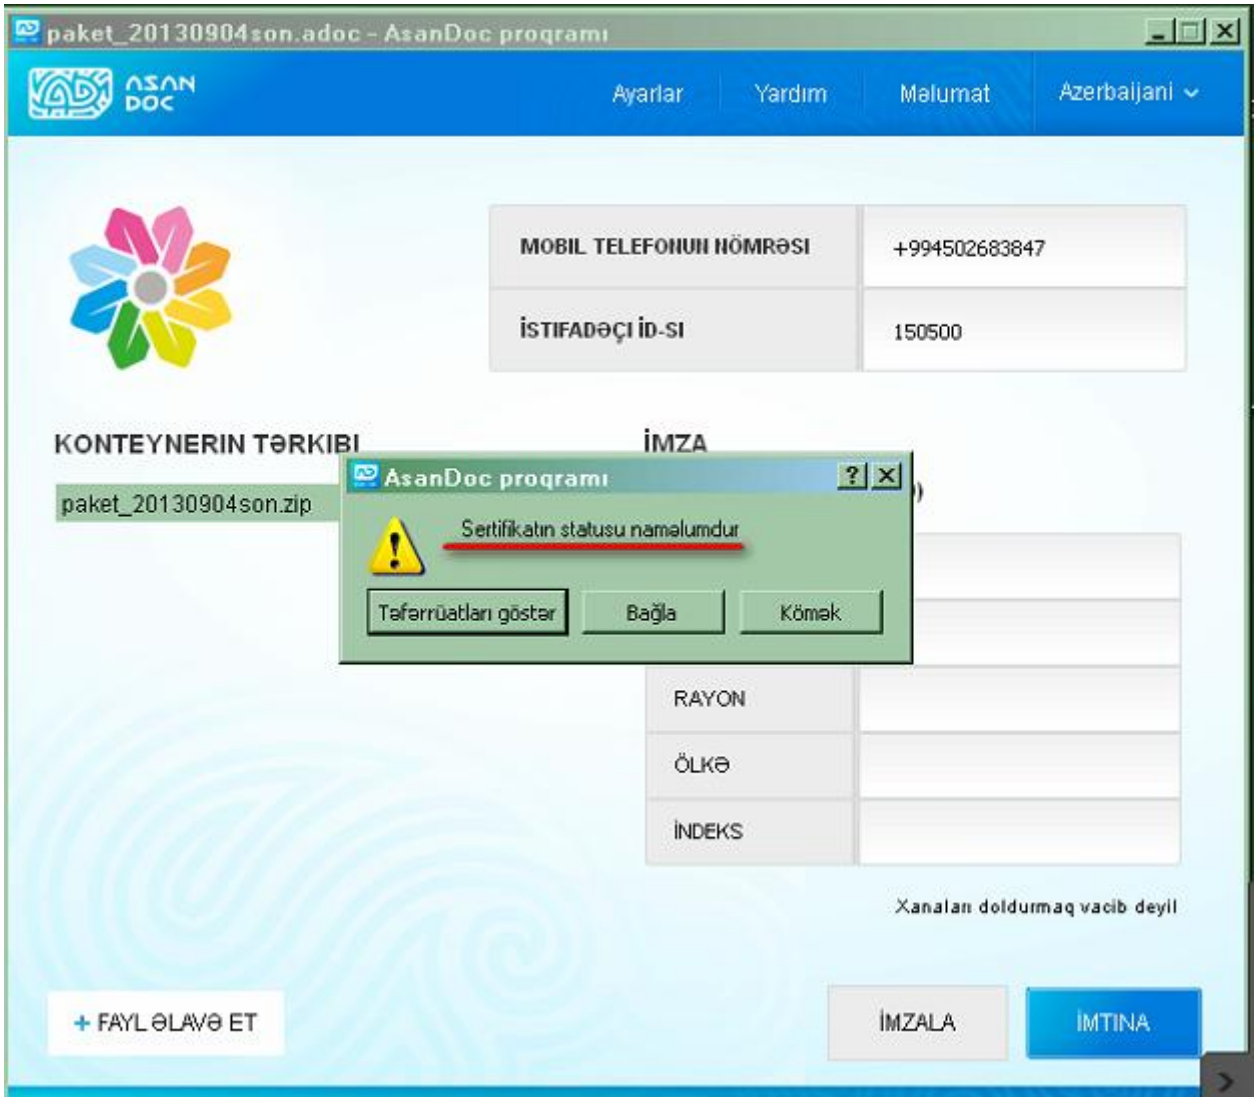 paket_20130904son.adoc - AsanDoc proqramı
ASAN
DOC
Ayarlar
Yardım
Məlumat
Azerbaijani
MOBIL TELEFONUN NÖMRƏSI
+994502683847
İSTIFADƏÇI İD-SI
150500
KONTEYNERIN TƏRKIBI
İMZA
paket_20130904son.zip
AsanDoc proqramı
Sertifikatın statusu naməlumdur
Təfərrüatları göstər
Bağla
Kömək
RAYON
ÖLKƏ
İNDEKS
Xanaları doldurmaq vacib deyil
+ FAYL ƏLAVƏ ET
İMZALA
İMTINA